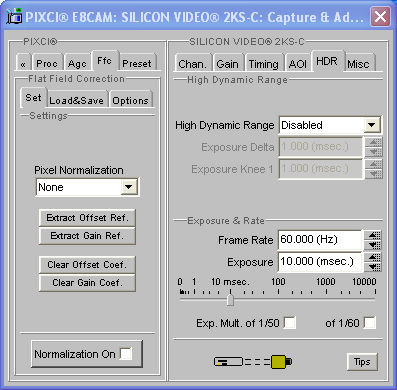 PIXCI® E8CAM: SILICON VIDEO® 2KS-C: Capture & Ad...
PIXCI®
« Proc Agc Ffc Preset
Flat Field Correction
Set Load&Save Options
Settings
Pixel Normalization
None
Extract Offset Ref.
Extract Gain Ref.
Clear Offset Coef.
Clear Gain Coef.
Normalization On
SILICON VIDEO® 2KS-C
Chan. Gain Timing AOI HDR Misc
High Dynamic Range
High Dynamic Range Disabled
Exposure Delta 1.000 (msec.)
Exposure Knee 1 1.000 (msec.)
Exposure & Rate
Frame Rate 60.000 (Hz)
Exposure 10.000 (msec.)
0 1 10 msec. 100 1000 10000
Exp. Mult. of 1/50 of 1/60
Tips